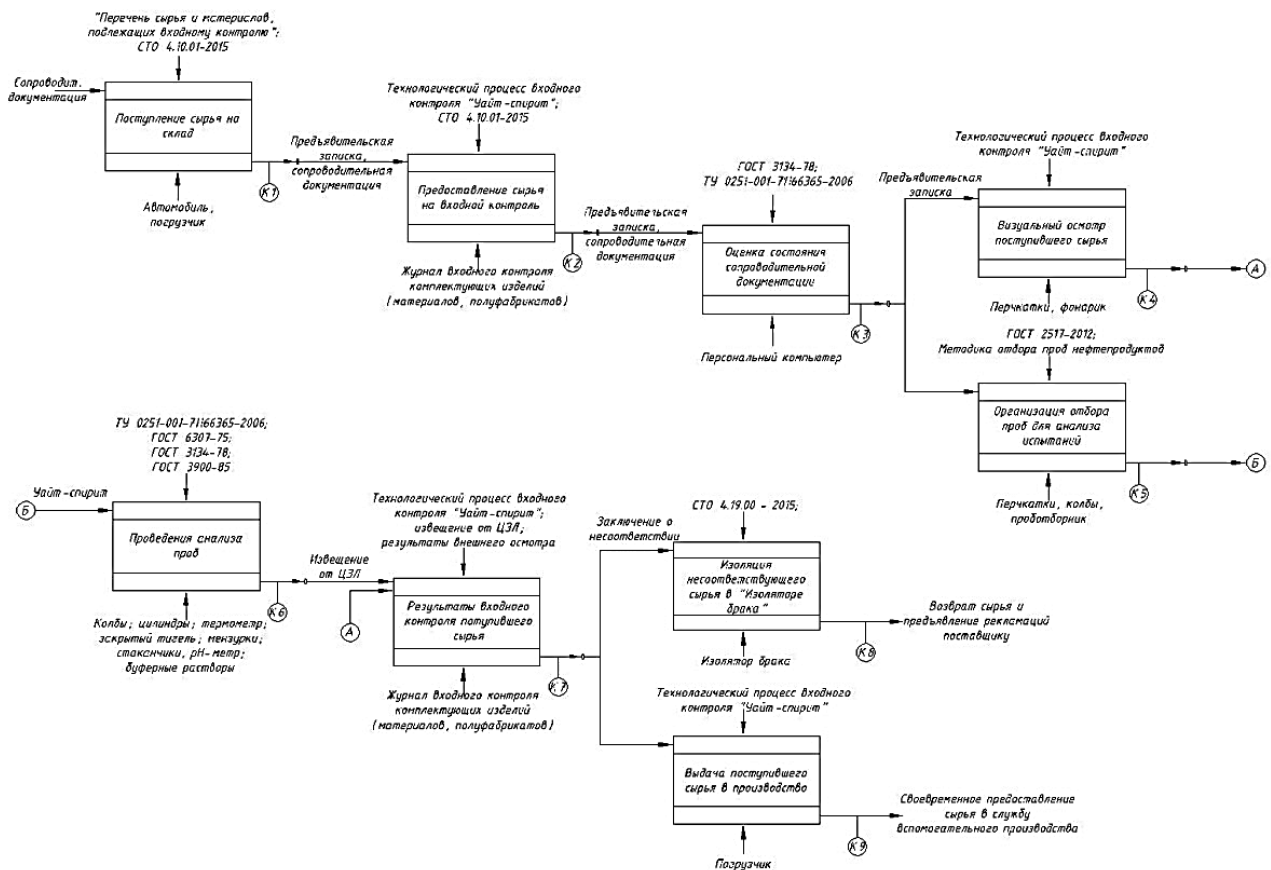 "Перечень сырья и материалов,
подлежащих входному контролю";
СТО 4.10.01-2015
Сопроводит.
документация
Поступление сырья на
склад
Автомобиль,
погрузчик
К1
Предъявительская
записка,
сопроводительная
документация
Технологический процесс входного
контроля "Уайт-спирит";
СТО 4.10.01-2015
Предоставление сырья
на входной контроль
Журнал входного контроля
комплектующих изделий
(материалов, полуфабрикатов)
К2
Предъявительская
записка,
сопроводительная
документация
ГОСТ 3134-78;
ТУ 0251-001-71166365-2006
Оценка состояния
сопроводительной
документации
Персональный компьютер
К3
Предъявительская
записка
Технологический процесс входного
контроля "Уайт-спирит"
Визуальный осмотр
поступившего сырья
Перчатки, фонарик
К4
А
ГОСТ 2517-2012;
Методика отбора проб нефтепродуктов
Организация отбора
проб для анализа
испытаний
Перчатки, колбы,
проботборник
К5
Б
ТУ 0251-001-71166365-2006;
ГОСТ 6307-75;
ГОСТ 3134-78;
ГОСТ 3900-85
Уайт-спирит
Б
Проведения анализа
проб
Колбы; цилиндры; термометр;
закрытый тигель; мензурки;
стаканчики, рН-метр;
буферные растворы
К6
Извещение
от ЦЗЛ
А
Технологический процесс входного
контроля "Уайт-спирит";
извещение от ЦЗЛ;
результаты внешнего осмотра
Результаты входного
контроля потупившего
сырья
Журнал входного контроля
комплектующих изделий
(материалов, полуфабрикатов)
К7
Заключение о
несоответствии
СТО 4.19.00 - 2015;
Изоляция
несоответствующего
сырья в "Изоляторе
брака"
Изолятор брака
К8
Возврат сырья и
предъявление рекламаций
поставщику
Технологический процесс входного
контроля "Уайт-спирит"
Выдача поступившего
сырья в производство
Погрузчик
К9
Своевременное предоставление
сырья в службу
вспомогательного производства